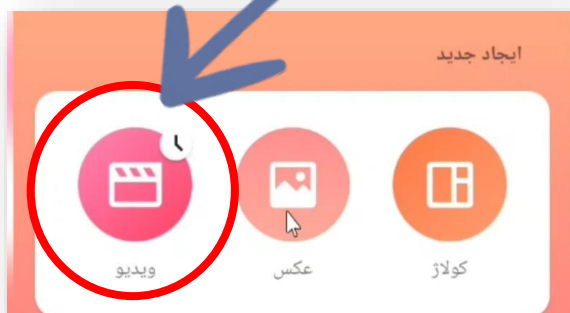 ایجاد جدید
کولاژ
عکس
ویدیو